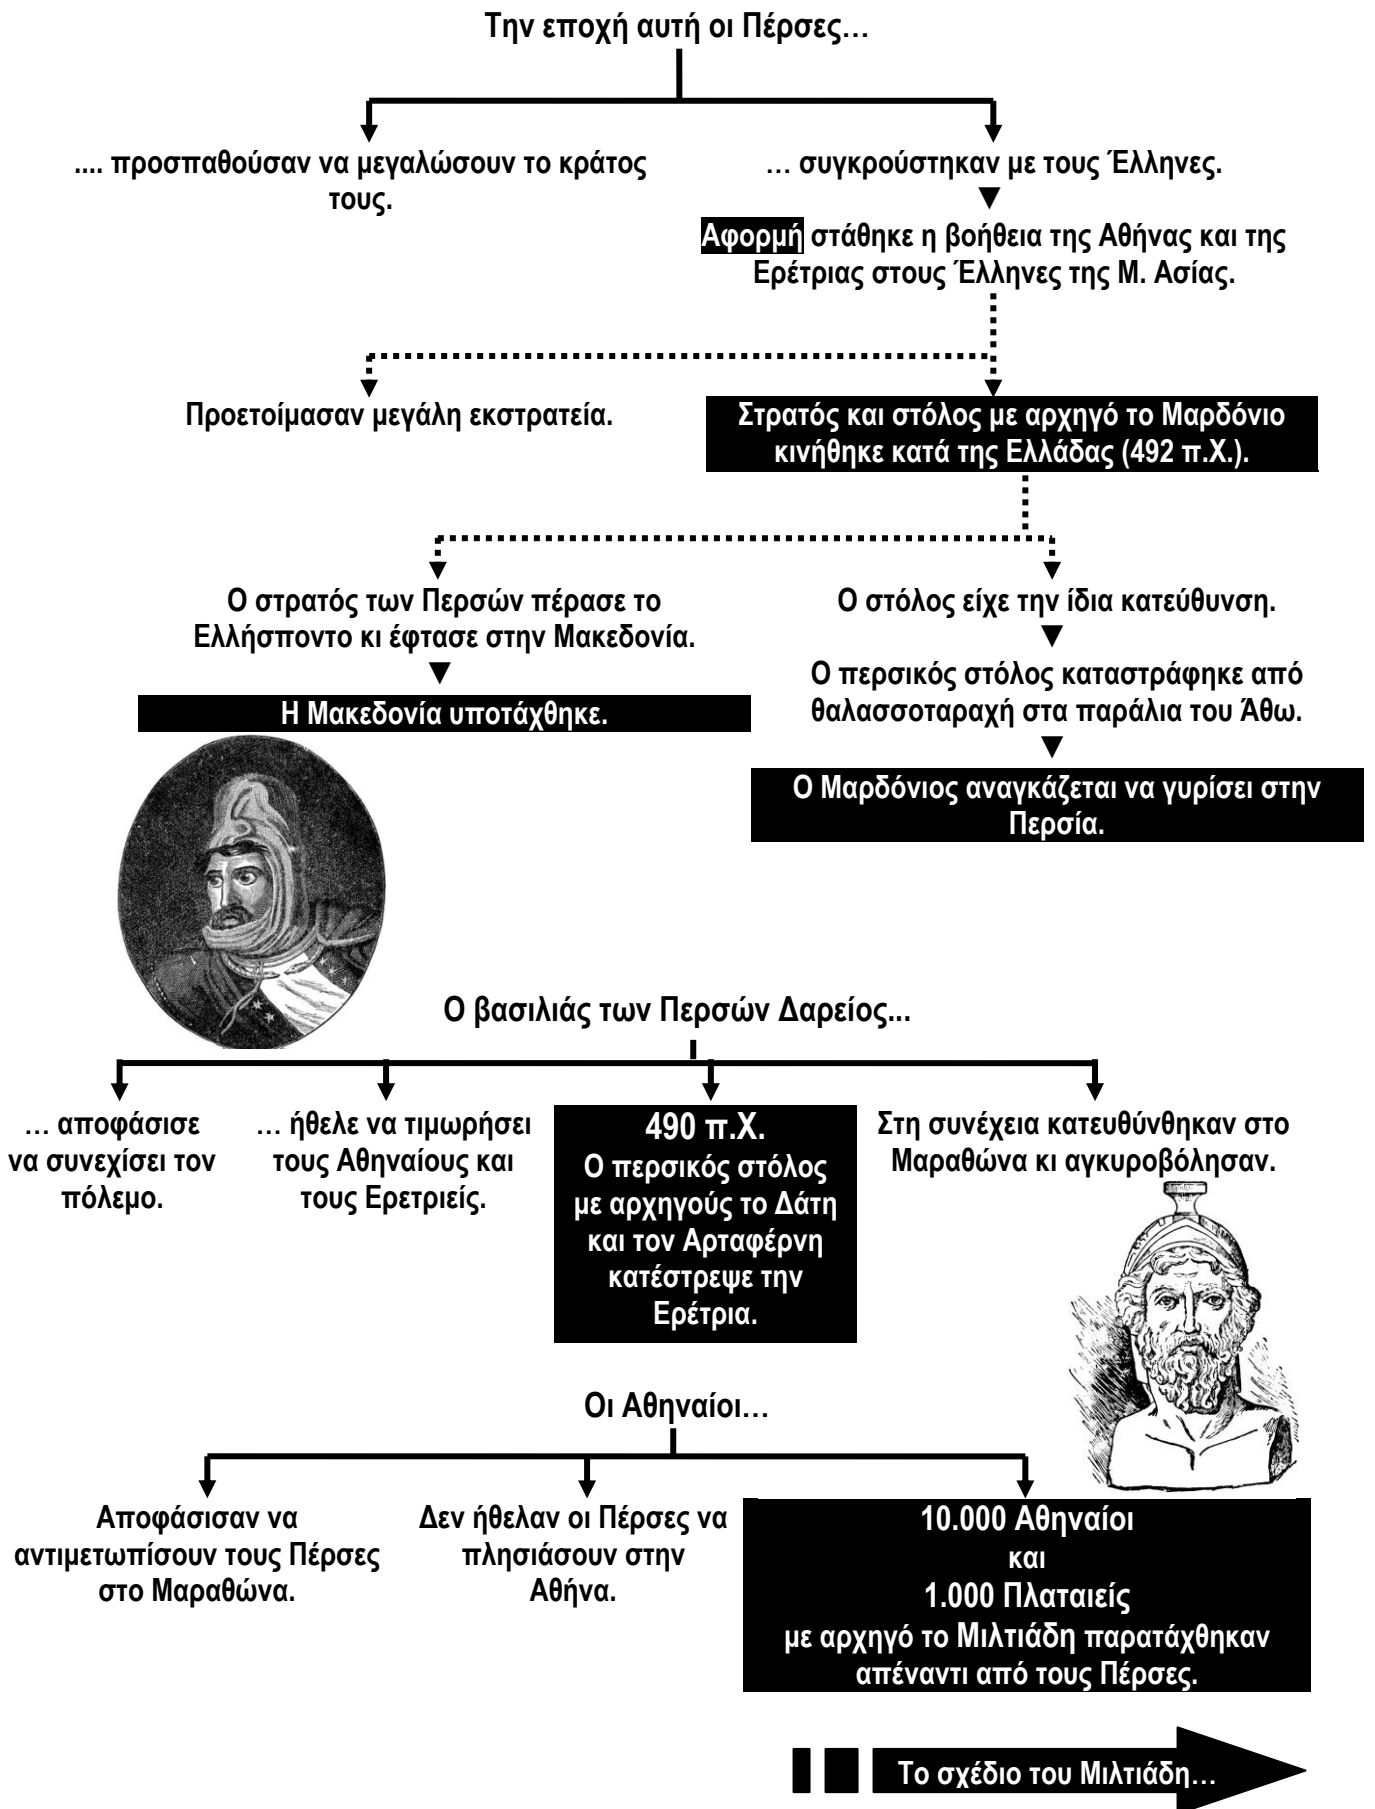 Την εποχή αυτή οι Πέρσες…
.... προσπαθούσαν να μεγαλώσουν το κράτος
τους.
… συγκρούστηκαν με τους Έλληνες.
Αφορμή στάθηκε η βοήθεια της Αθήνας και της
Ερέτριας στους Έλληνες της Μ. Ασίας.
Προετοίμασαν μεγάλη εκστρατεία.
Στρατός και στόλος με αρχηγό το Μαρδόνιο
κινήθηκε κατά της Ελλάδας (492 π.Χ.).
Ο στρατός των Περσών πέρασε το
Ελλήσποντο κι έφτασε στην Μακεδονία.
Η Μακεδονία υποτάχθηκε.
Ο στόλος είχε την ίδια κατεύθυνση.
Ο περσικός στόλος καταστράφηκε από
θαλασσοταραχή στα παράλια του Άθω.
Ο Μαρδόνιος αναγκάζεται να γυρίσει στην
Περσία.
Ο βασιλιάς των Περσών Δαρείος...
… αποφάσισε
να συνεχίσει τον
πόλεμο.
… ήθελε να τιμωρήσει
τους Αθηναίους και
τους Ερετριείς.
490 π.Χ.
Ο περσικός στόλος
με αρχηγούς το Δάτη
και τον Αρταφέρνη
κατέστρεψε την
Ερέτρια.
Στη συνέχεια κατευθύνθηκαν στο
Μαραθώνα κι αγκυροβόλησαν.
Οι Αθηναίοι…
Αποφάσισαν να
αντιμετωπίσουν τους Πέρσες
στο Μαραθώνα.
Δεν ήθελαν οι Πέρσες να
πλησιάσουν στην
Αθήνα.
10.000 Αθηναίοι
και
1.000 Πλαταιείς
με αρχηγό το Μιλτιάδη παρατάχθηκαν
απέναντι από τους Πέρσες.
Το σχέδιο του Μιλτιάδη…